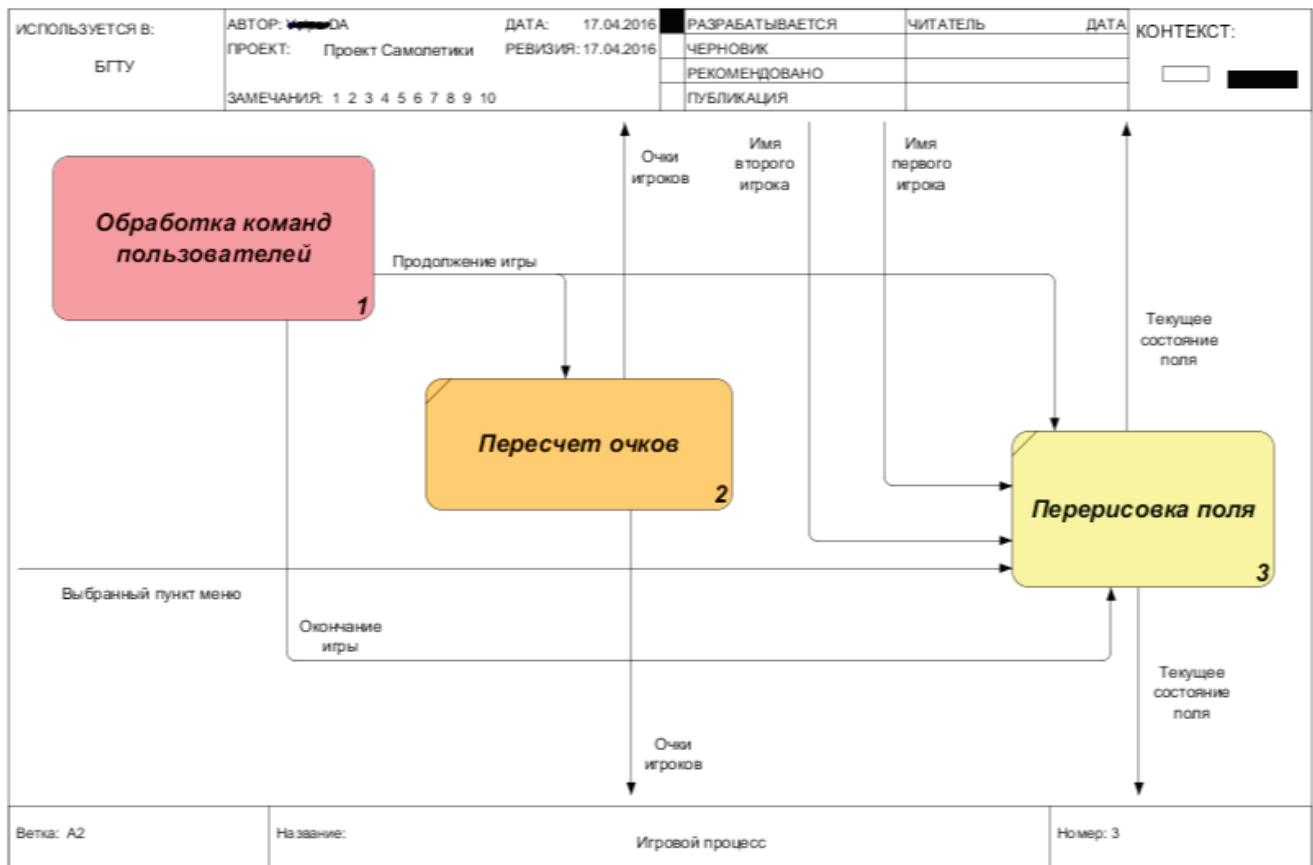 ИСПОЛЬЗУЕТСЯ В:
БГТУ
АВТОР: DA
ДАТА: 17.04.2016
ПРОЕКТ: Проект Самолетики
РЕВИЗИЯ: 17.04.2016
ЗАМЕЧАНИЯ: 1 2 3 4 5 6 7 8 9 10
РАЗРАБАТЫВАЕТСЯ
ЧЕРНОВИК
РЕКОМЕНДОВАНО
ПУБЛИКАЦИЯ
ЧИТАТЕЛЬ
ДАТА
КОНТЕКСТ:
Обработка команд
пользователей
1
Продолжение игры
Очки
игроков
Имя
второго
игрока
Имя
первого
игрока
Текущее
состояние
поля
Пересчет очков
2
Перерисовка поля
3
Выбранный пункт меню
Окончание
игры
Текущее
состояние
поля
Очки
игроков
Ветка: A2
Название:
Игровой процесс
Номер: 3